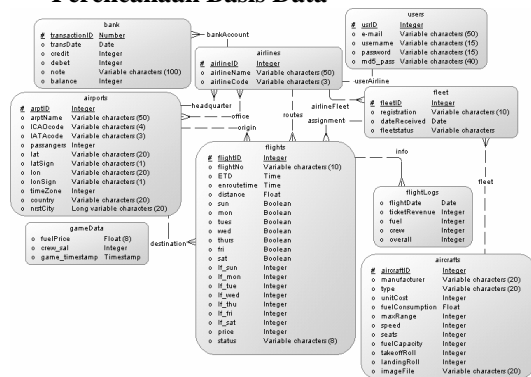 Perencanaan Basis Data
bank
# transactionID Number
o transDate Date
o credit Integer
o debet Integer
o note Variable characters (100)
o balance Integer
bankAccount
airlines
# airlineID Integer
o airlineName Variable characters (50)
o airlineCode Variable characters (3)
users
# usrID Integer
o e-mail Variable characters (50)
o username Variable characters (15)
o password Variable characters (15)
o md5_pass Variable characters (40)
userAirline
airports
# arptID Integer
o arptName Variable characters (50)
o ICAOcode Variable characters (4)
o IATAcode Variable characters (3)
o passangers Integer
o lat Variable characters (20)
o latSign Variable characters (1)
o lon Variable characters (20)
o lonSign Variable characters (1)
o timeZone Integer
o country Variable characters (20)
o nrstCity Long variable characters (20)
headquarter
office
origin
routes
airlineFleet
assignment
fleet
# fleetID Integer
o registration Variable characters (10)
o dateReceived Date
o fleetstatus Variable characters
flights
# flightID Integer
o flightNo Variable characters (10)
o ETD Time
o enroutetime Time
o distance Float
o sun Boolean
o mon Boolean
o tues Boolean
o wed Boolean
o thurs Boolean
o fri Boolean
o sat Boolean
o lf_sun Integer
o lf_mon Integer
o lf_tue Integer
o lf_wed Integer
o lf_thu Integer
o lf_fri Integer
o lf_sat Integer
o price Integer
o status Variable characters (8)
info
fleet
flightLogs
o flightDate Date
o ticketRevenue Integer
o fuel Integer
o crew Integer
o overall Integer
gameData
o fuelPrice Float (8)
o crew_sal Integer
o game_timestamp Timestamp
destination
aircrafts
# aircraftID Integer
o manufacturer Variable characters (20)
o type Variable characters (20)
o unitCost Integer
o fuelConsumption Float
o maxRange Integer
o speed Integer
o seats Integer
o fuelCapacity Integer
o takeoffRoll Integer
o landingRoll Integer
o imageFile Variable characters (20)